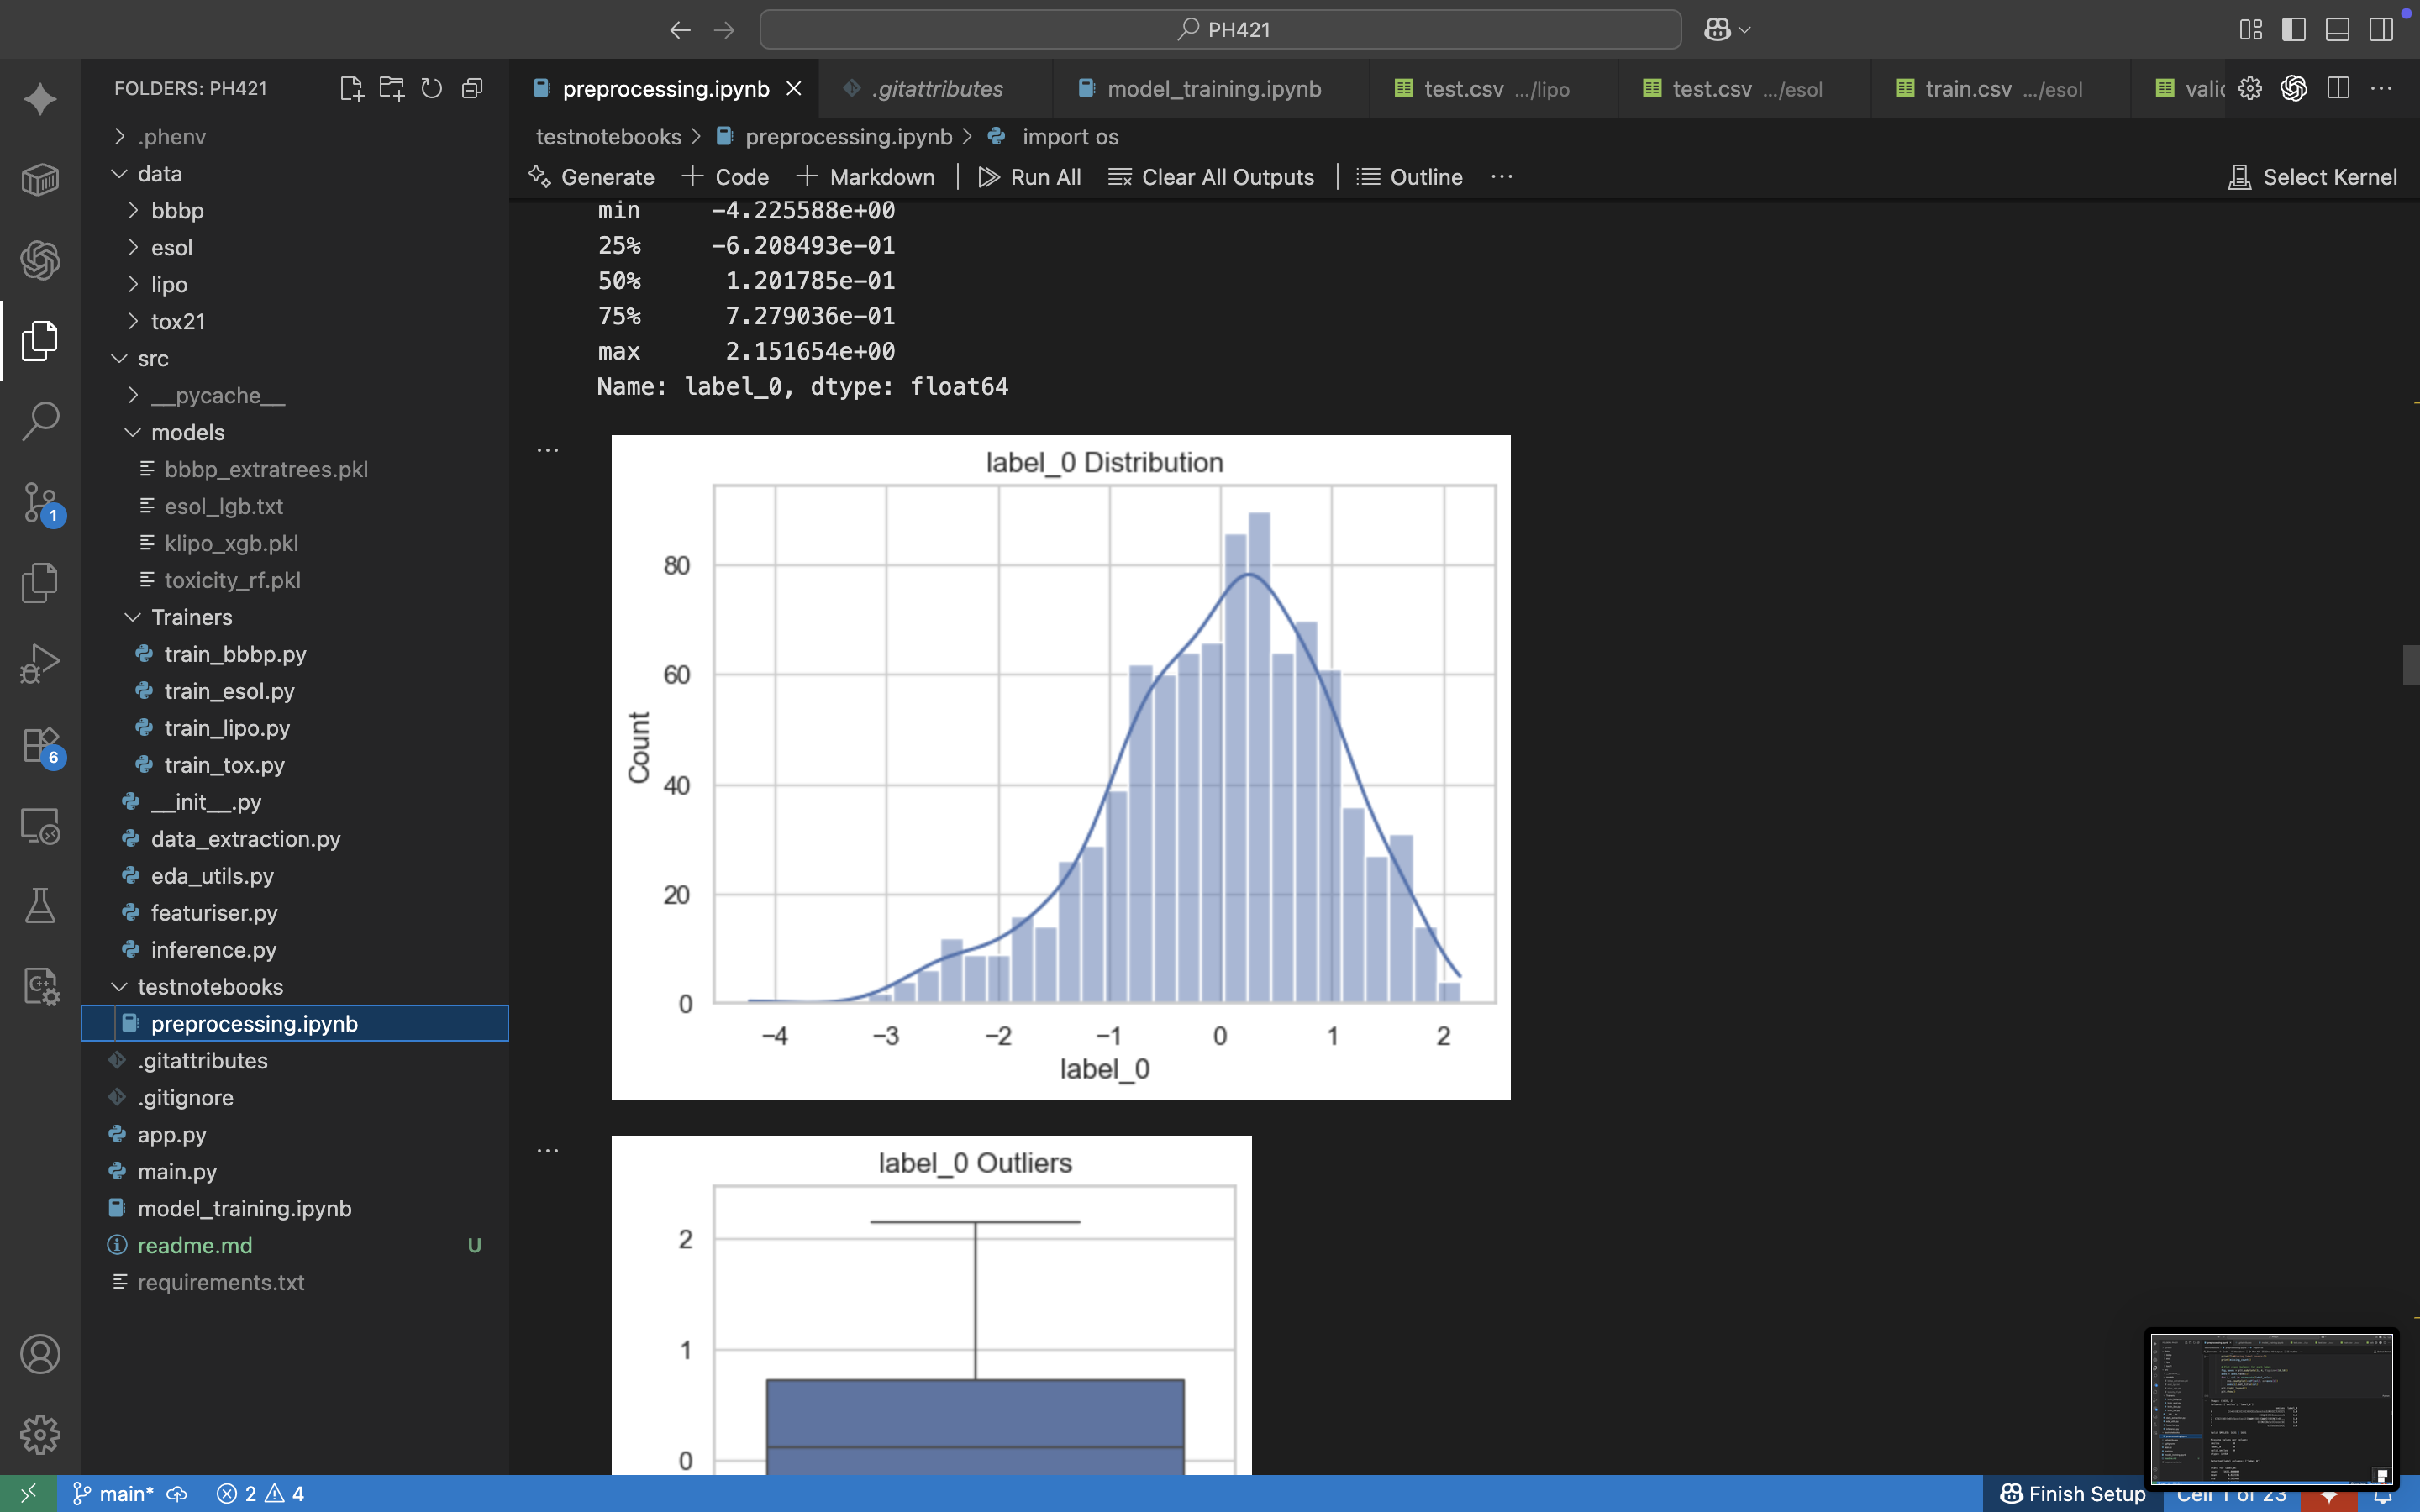 PH421
FOLDERS: PH421
.phenv
data
bbbp
esol
lipo
tox21
src
__pycache__
models
bbbp_extratrees.pkl
esol_lgb.txt
klipo_xgb.pkl
toxicity_rf.pkl
Trainers
train_bbbp.py
train_esol.py
train_lipo.py
train_tox.py
__init__.py
data_extraction.py
eda_utils.py
featuriser.py
inference.py
testnotebooks
preprocessing.ipynb
.gitattributes
.gitignore
app.py
main.py
model_training.ipynb
readme.md U
requirements.txt
1
6
C++
preprocessing.ipynb .gitattributes model_training.ipynb test.csv .../lipo test.csv .../esol train.csv .../esol
testnotebooks > preprocessing.ipynb > import os
Generate + Code + Markdown | Run All Clear All Outputs | Outline ... Select Kernel
min -4.225588e+00
25% -6.208493e-01
50% 1.201785e-01
75% 7.279036e-01
max 2.151654e+00
Name: label_0, dtype: float64
label_0 Distribution
Count
80
60
40
20
0
−4 −3 −2 −1 0 1 2
label_0
label_0 Outliers
2
1
0
main* 2 4
Finish Setup Cell 1 of 23